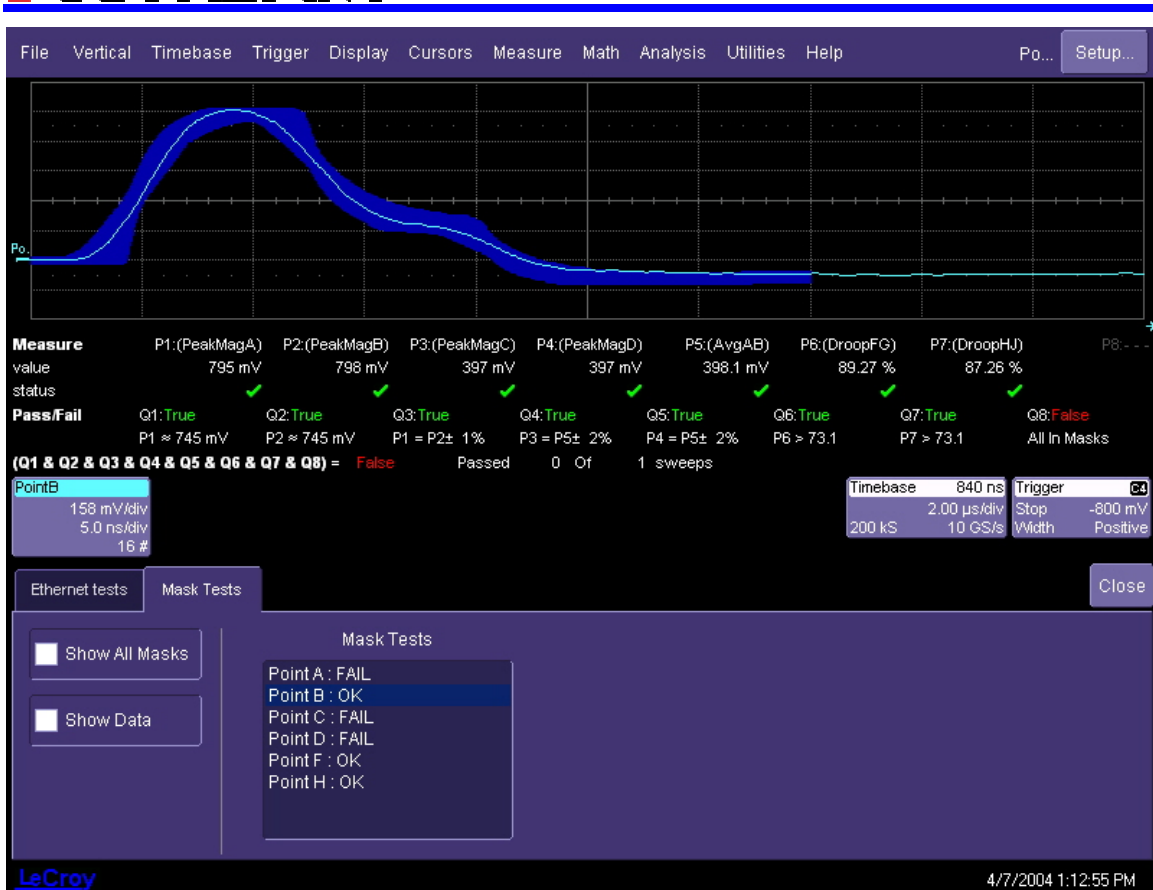 File Vertical Timebase Trigger Display Cursors Measure Math Analysis Utilities Help Po... Setup...
Po.
Measure P1:(PeakMagA) P2:(PeakMagB) P3:(PeakMagC) P4:(PeakMagD) P5:(AvgAB) P6:(DroopFG) P7:(DroopHJ) P8:- - -
value 795 mV 798 mV 397 mV 397 mV 398.1 mV 89.27 % 87.26 %
status
Pass/Fail Q1:True Q2:True Q3:True Q4:True Q5:True Q6:True Q7:True Q8:False
P1 ≈ 745 mV P2 ≈ 745 mV P1 = P2± 1% P3 = P5± 2% P4 = P5± 2% P6 > 73.1 P7 > 73.1 All In Masks
(Q1 & Q2 & Q3 & Q4 & Q5 & Q6 & Q7 & Q8) = False Passed 0 Of 1 sweeps
PointB
158 mV/div
5.0 ns/div
16 #
Timebase 840 ns
2.00 µs/div
200 kS 10 GS/s
Trigger C4
Stop -800 mV
Width Positive
Ethernet tests Mask Tests Close
Show All Masks
Show Data
Mask Tests
Point A : FAIL
Point B : OK
Point C : FAIL
Point D : FAIL
Point F : OK
Point H : OK
LeCroy 4/7/2004 1:12:55 PM